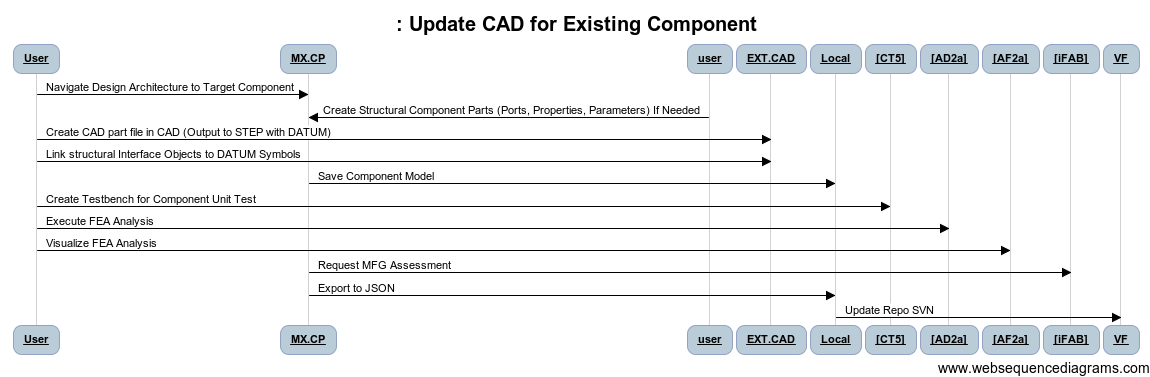 : Update CAD for Existing Component
User MX.CP user EXT.CAD Local [CT5] [AD2a] [AF2a] [iFAB] VF
Navigate Design Architecture to Target Component
Create Structural Component Parts (Ports, Properties, Parameters) If Needed
Create CAD part file in CAD (Output to STEP with DATUM)
Link structural Interface Objects to DATUM Symbols
Save Component Model
Create Testbench for Component Unit Test
Execute FEA Analysis
Visualize FEA Analysis
Request MFG Assessment
Export to JSON
Update Repo SVN
User MX.CP user EXT.CAD Local [CT5] [AD2a] [AF2a] [iFAB] VF
www.websequencediagrams.com